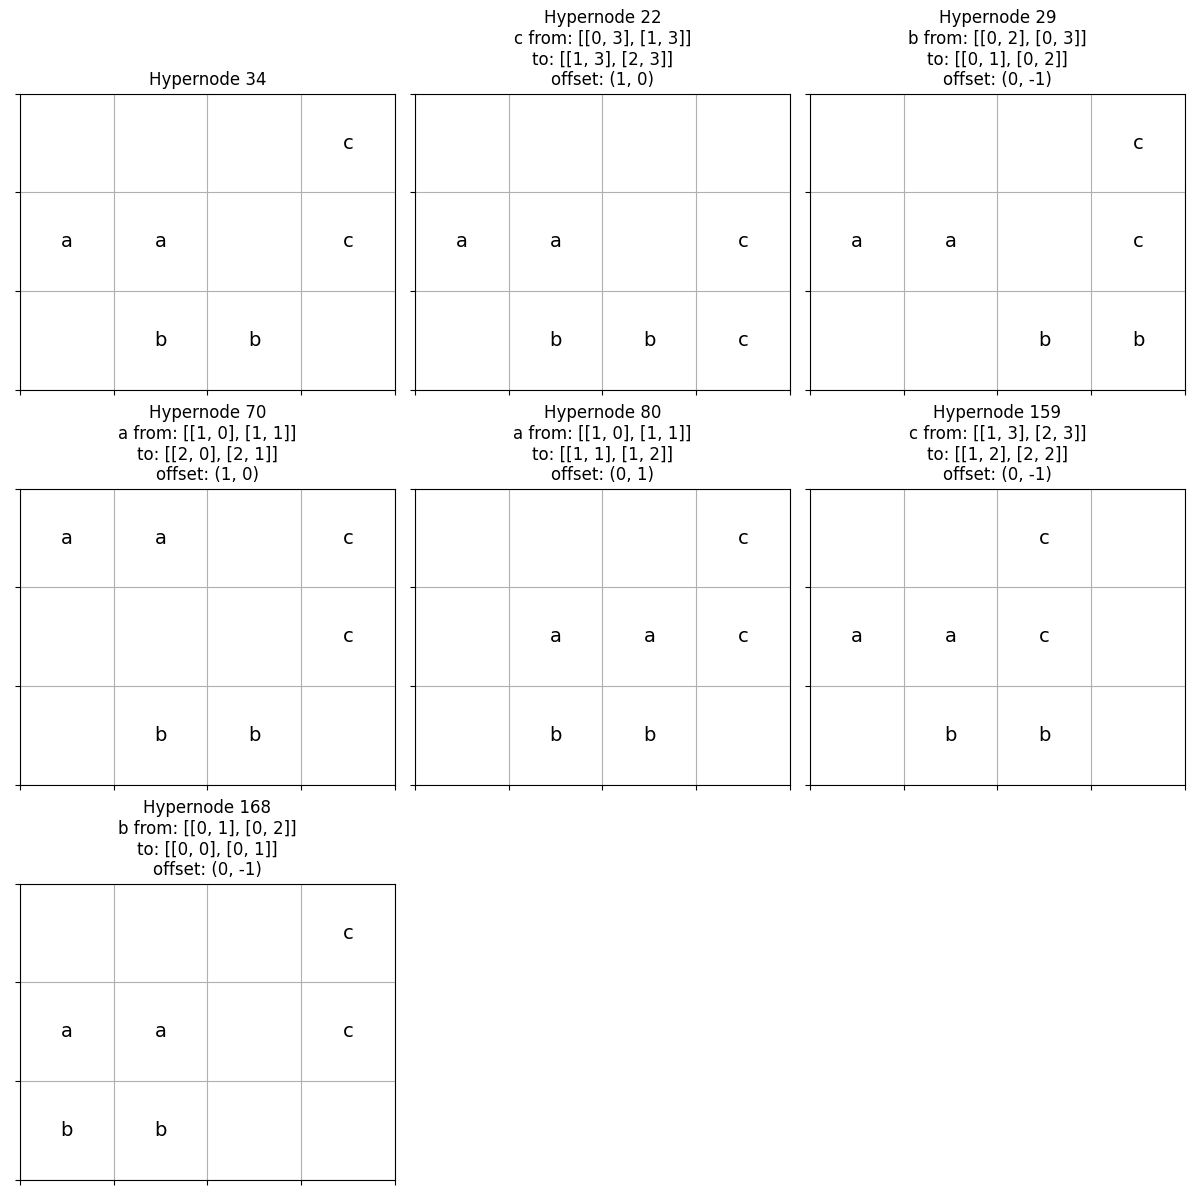 Hypernode 34
c
a a c
b b
Hypernode 22
c from: [[0, 3], [1, 3]]
to: [[1, 3], [2, 3]]
offset: (1, 0)
a a c
b b c
Hypernode 29
b from: [[0, 2], [0, 3]]
to: [[0, 1], [0, 2]]
offset: (0, -1)
c
a a c
b b
Hypernode 70
a from: [[1, 0], [1, 1]]
to: [[2, 0], [2, 1]]
offset: (1, 0)
a a c
c
b b
Hypernode 80
a from: [[1, 0], [1, 1]]
to: [[1, 1], [1, 2]]
offset: (0, 1)
c
a a c
b b
Hypernode 159
c from: [[1, 3], [2, 3]]
to: [[1, 2], [2, 2]]
offset: (0, -1)
c
a a c
b b
Hypernode 168
b from: [[0, 1], [0, 2]]
to: [[0, 0], [0, 1]]
offset: (0, -1)
c
a a c
b b